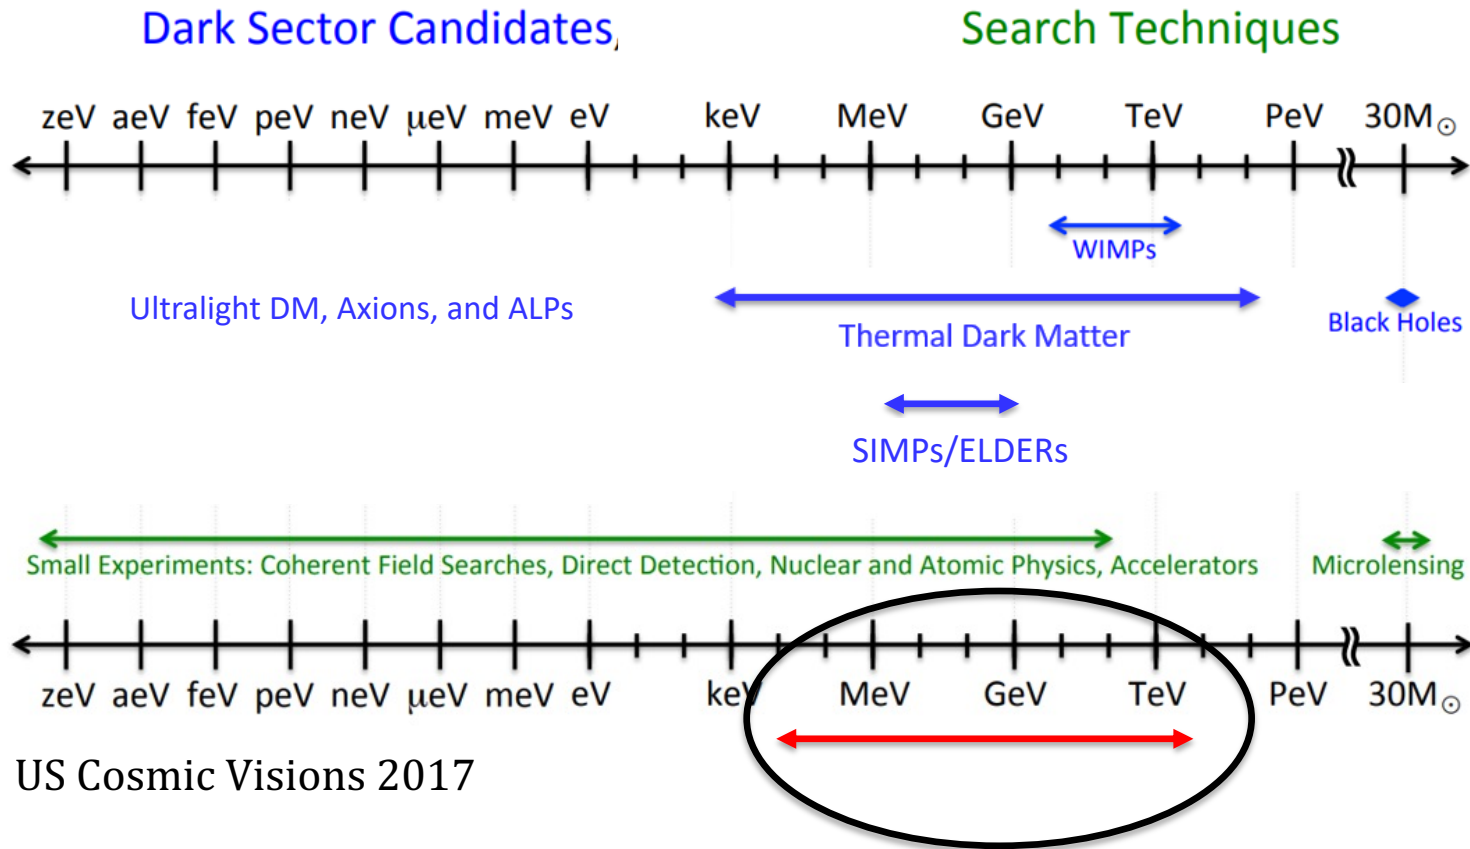 Dark Sector Candidates, Search Techniques
zeV aeV feV peV neV μeV meV eV keV MeV GeV TeV PeV 30M☉
WIMPs
Ultralight DM, Axions, and ALPs
Thermal Dark Matter
Black Holes
SIMPs/ELDERs
Small Experiments: Coherent Field Searches, Direct Detection, Nuclear and Atomic Physics, Accelerators
Microlensing
zeV aeV feV peV neV μeV meV eV keV MeV GeV TeV PeV 30M☉
US Cosmic Visions 2017